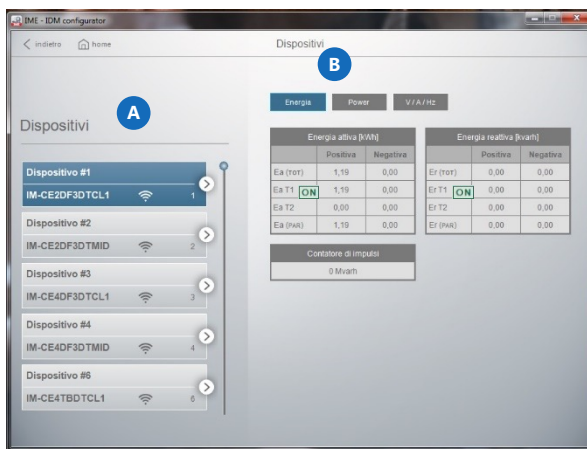 IME - IDM configurator
indietro home Dispositivi
B
A
Energia Power V / A / Hz
Dispositivi
Energia attiva [kWh]
Positiva Negativa
Ea (TOT) 1,19 0,00
Ea T1 ON 1,19 0,00
Ea T2 0,00 0,00
Ea (PAR) 1,19 0,00
Energia reattiva [kvarh]
Positiva Negativa
Er (TOT) 0,00 0,00
Er T1 ON 0,00 0,00
Er T2 0,00 0,00
Er (PAR) 0,00 0,00
Contatore di impulsi
0 Mvarh
Dispositivo #1
IM-CE2DF3DTCL1 1
Dispositivo #2
IM-CE2DF3DTMID 2
Dispositivo #3
IM-CE4DF3DTCL1 3
Dispositivo #4
IM-CE4DF3DTMID 4
Dispositivo #6
IM-CE4TBDTCL1 6